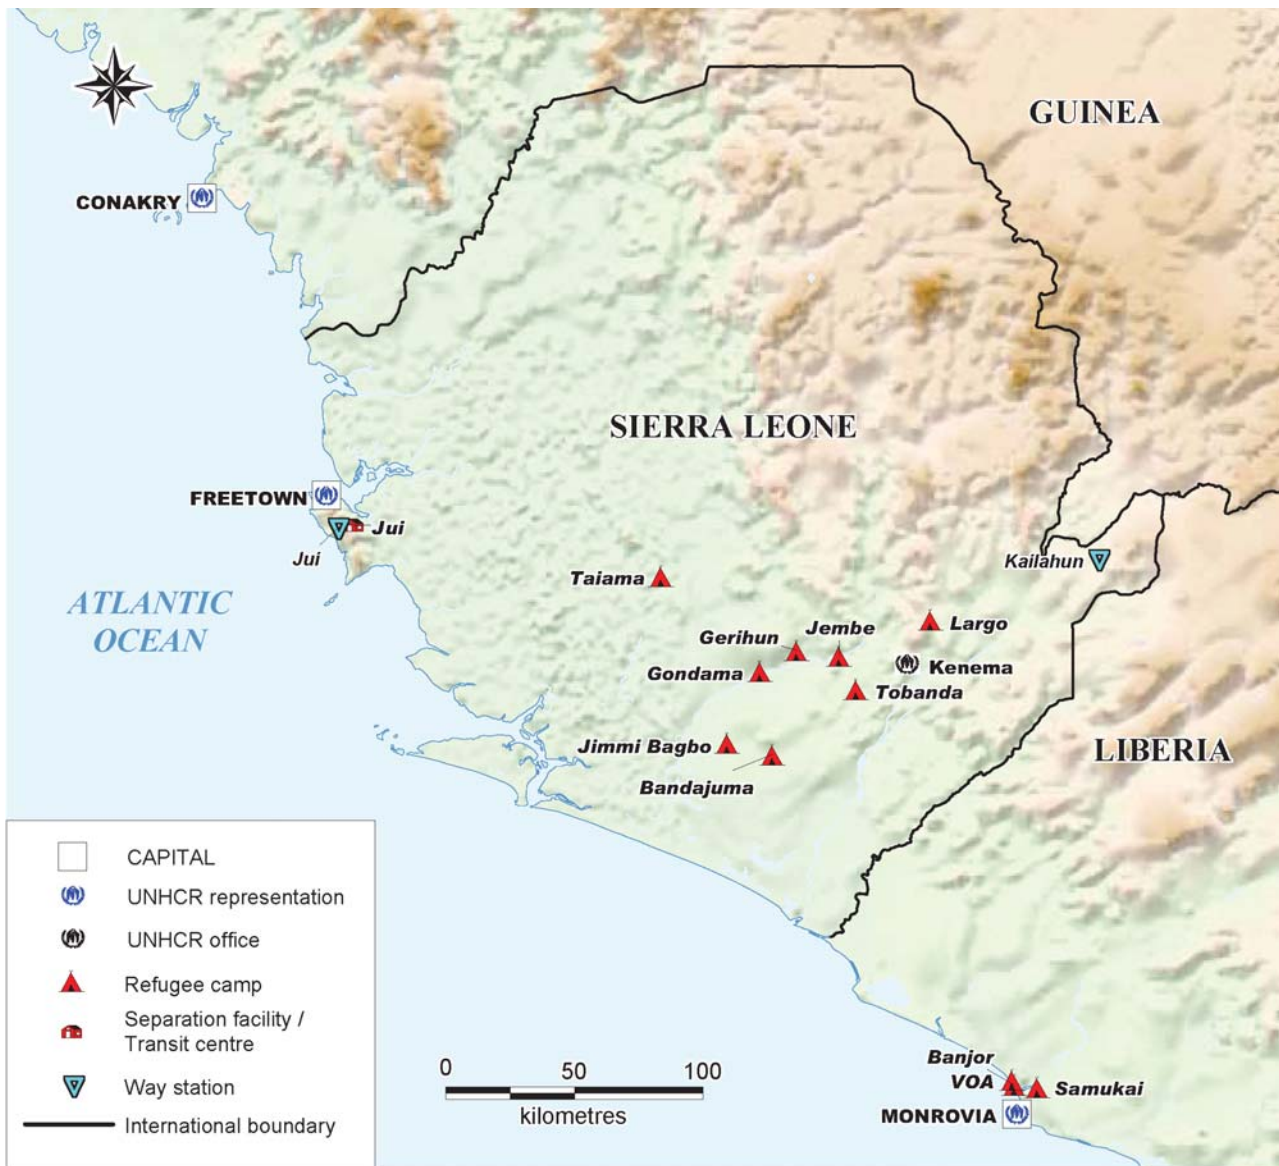 GUINEA
CONAKRY
SIERRA LEONE
FREETOWN
Jui
Jui
Kailahun
Taiama
ATLANTIC
OCEAN
Largo
Jembe
Gerihun
Kenema
Gondama
Tobanda
Jimmi Bagbo
LIBERIA
Bandajuma
CAPITAL
UNHCR representation
UNHCR office
Refugee camp
Separation facility /
Transit centre
Way station
International boundary
0 50 100
kilometres
Banjor
VOA
Samukai
MONROVIA